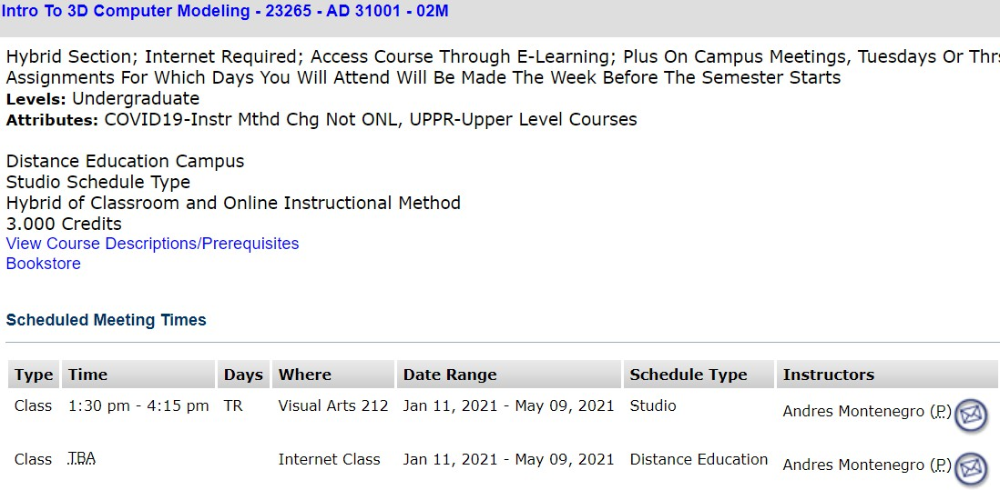 Intro To 3D Computer Modeling - 23265 - AD 31001 - 02M
Hybrid Section; Internet Required; Access Course Through E-Learning; Plus On Campus Meetings, Tuesdays Or Thrs
Assignments For Which Days You Will Attend Will Be Made The Week Before The Semester Starts
Levels: Undergraduate
Attributes: COVID19-Instr Mthd Chg Not ONL, UPPR-Upper Level Courses
Distance Education Campus
Studio Schedule Type
Hybrid of Classroom and Online Instructional Method
3.000 Credits
View Course Descriptions/Prerequisites
Bookstore
Scheduled Meeting Times
Type Time Days Where Date Range Schedule Type Instructors
Class 1:30 pm - 4:15 pm TR Visual Arts 212 Jan 11, 2021 - May 09, 2021 Studio Andres Montenegro (P)
Class TBA Internet Class Jan 11, 2021 - May 09, 2021 Distance Education Andres Montenegro (P)